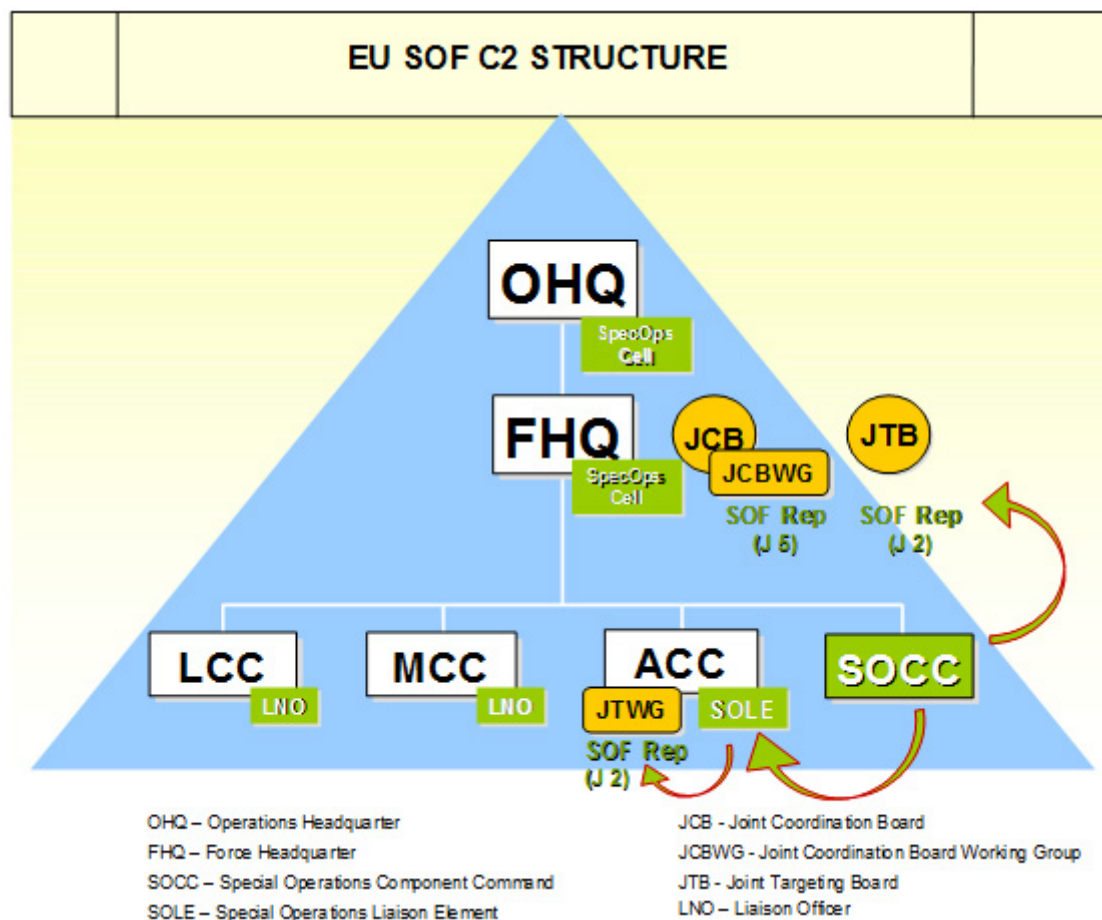 EU SOF C2 STRUCTURE
OHQ
SpecOps
Cell
FHQ
SpecOps
Cell
JCB
JCBWG
SOF Rep
(J 5)
JTB
SOF Rep
(J 2)
LCC
LNO
MCC
LNO
ACC
JTWG
SOLE
SOF Rep
(J 2)
SOCC
OHQ – Operations Headquarter
FHQ – Force Headquarter
SOCC – Special Operations Component Command
SOLE – Special Operations Liaison Element
JCB - Joint Coordination Board
JCBWG - Joint Coordination Board Working Group
JTB - Joint Targeting Board
LNO – Liaison Officer